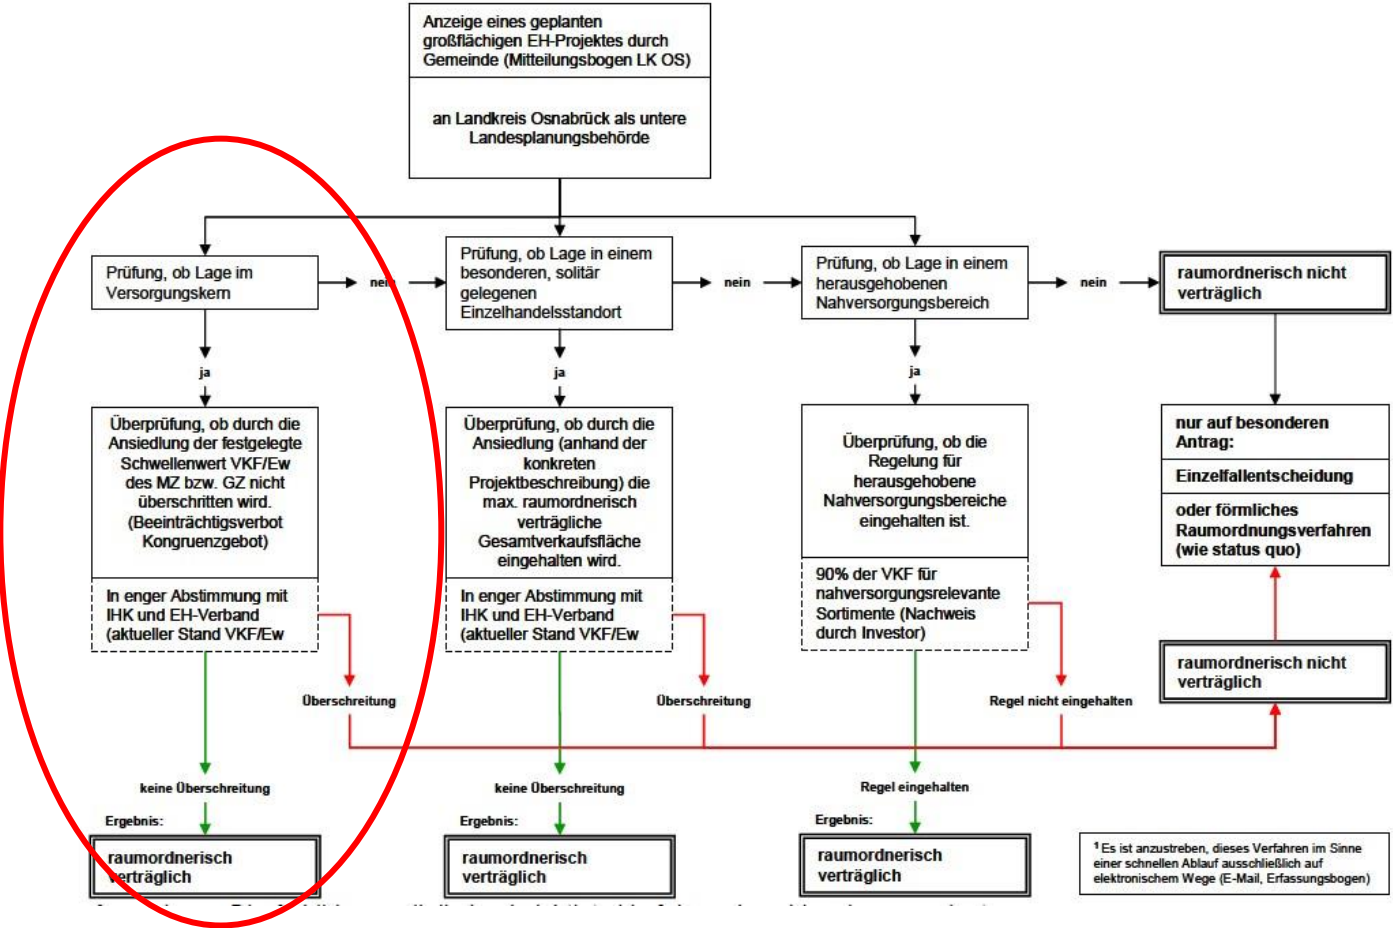 Anzeige eines geplanten
großflächigen EH-Projektes durch
Gemeinde (Mitteilungsbogen LK OS)
an Landkreis Osnabrück als untere
Landesplanungsbehörde
Prüfung, ob Lage im
Versorgungskern
nein
Prüfung, ob Lage in einem
besonderen, solitär
gelegenen
Einzelhandelsstandort
nein
Prüfung, ob Lage in einem
herausgehobenen
Nahversorgungsbereich
nein
raumordnerisch nicht
verträglich
ja
ja
ja
Überprüfung, ob durch die
Ansiedlung der festgelegte
Schwellenwert VKF/Ew
des MZ bzw. GZ nicht
überschritten wird.
(Beeinträchtigsverbot
Kongruenzgebot)
In enger Abstimmung mit
IHK und EH-Verband
(aktueller Stand VKF/Ew
Überprüfung, ob durch die
Ansiedlung (anhand der
konkreten
Projektbeschreibung) die
max. raumordnerisch
verträgliche
Gesamtverkaufsfläche
eingehalten wird.
In enger Abstimmung mit
IHK und EH-Verband
(aktueller Stand VKF/Ew
Überprüfung, ob die
Regelung für
herausgehobene
Nahversorgungsbereiche
eingehalten ist.
90% der VKF für
nahversorgungsrelevante
Sortimente (Nachweis
durch Investor)
nur auf besonderen
Antrag:
Einzelfallentscheidung
oder förmliches
Raumordnungsverfahren
(wie status quo)
raumordnerisch nicht
verträglich
Überschreitung
Überschreitung
Regel nicht eingehalten
keine Überschreitung
keine Überschreitung
Regel eingehalten
Ergebnis:
raumordnerisch
verträglich
Ergebnis:
raumordnerisch
verträglich
Ergebnis:
raumordnerisch
verträglich
¹ Es ist anzustreben, dieses Verfahren im Sinne
einer schnellen Ablauf ausschließlich auf
elektronischem Wege (E-Mail, Erfassungsbogen)